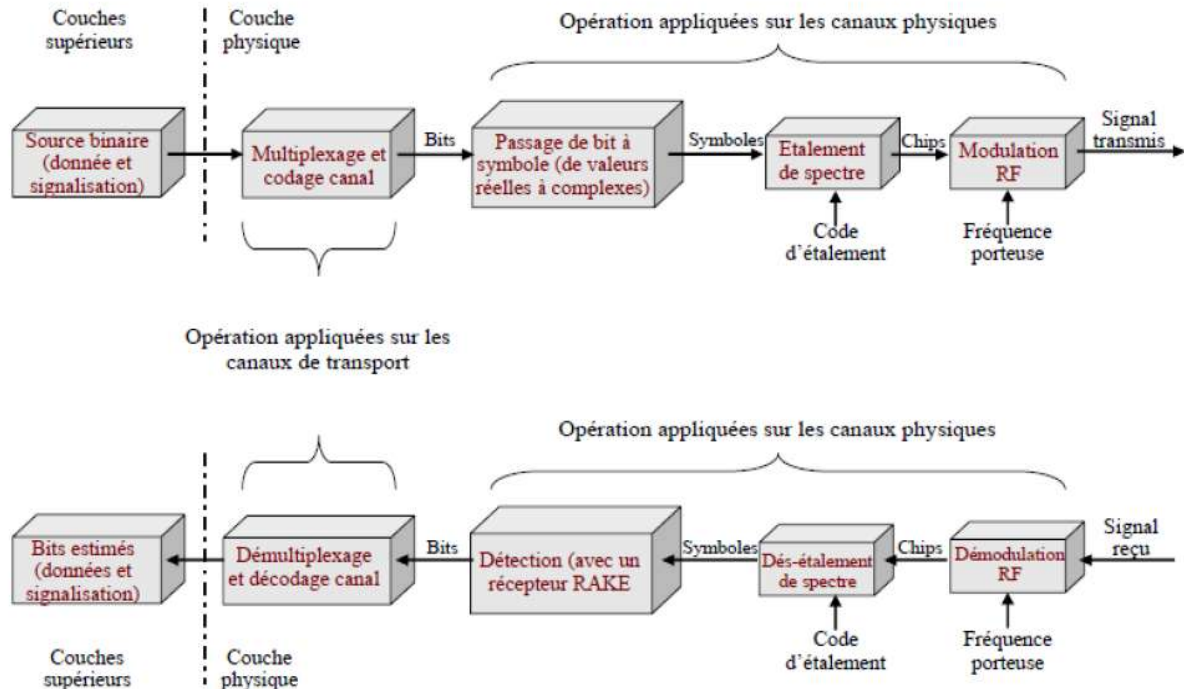 Couches
supérieurs
Couche
physique
Opération appliquées sur les canaux physiques
Source binaire
(donnée et
signalisation)
Multiplexage et
codage canal
Bits
Passage de bit à
symbole (de valeurs
réelles à complexes)
Symboles
Etalement
de spectre
Chips
Modulation
RF
Signal
transmis
Code
d’étalement
Fréquence
porteuse
Opération appliquées sur les
canaux de transport
Opération appliquées sur les canaux physiques
Bits estimés
(données et
signalisation)
Démultiplexage
et décodage canal
Bits
Détection (avec un
récepteur RAKE
Symboles
Dés-étalement
de spectre
Chips
Démodulation
RF
Signal
reçu
Code
d’étalement
Fréquence
porteuse
Couches
supérieurs
Couche
physique